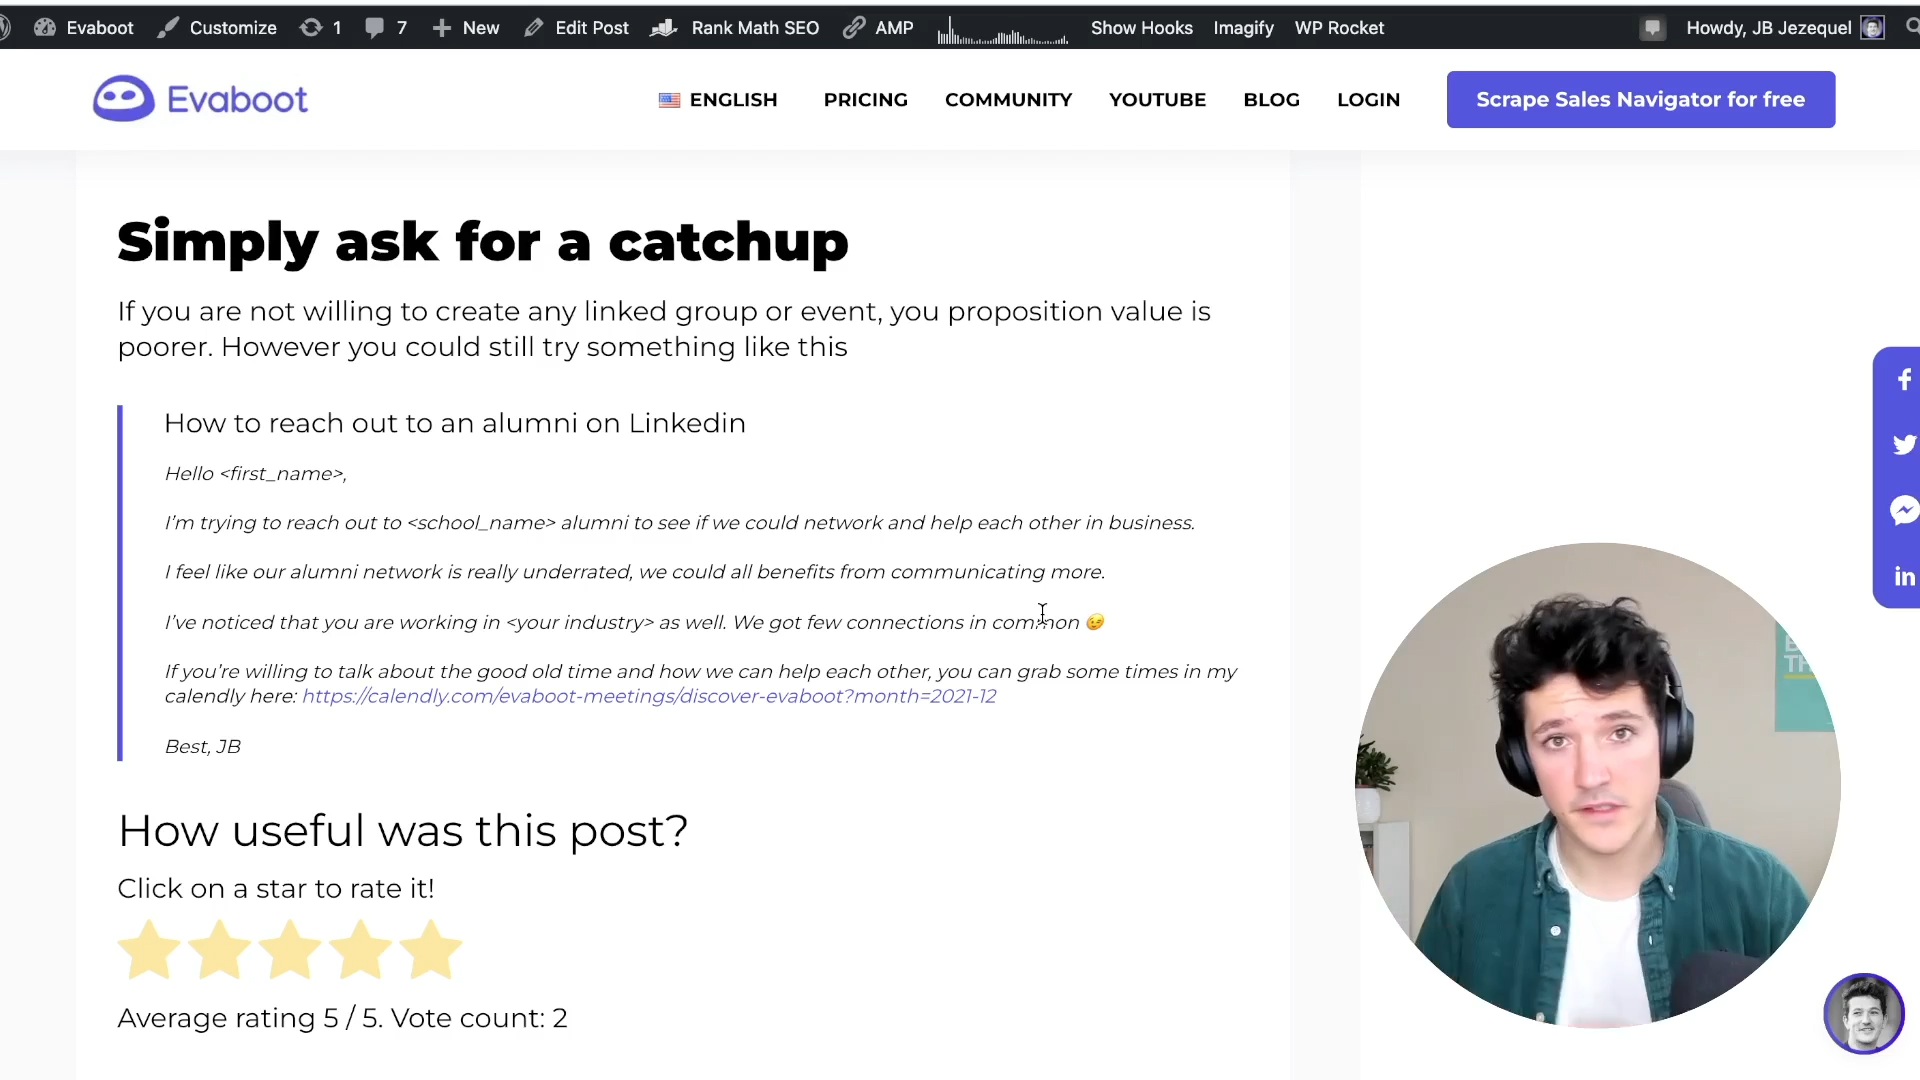 Evaboot Customize 1 7 New Edit Post Rank Math SEO AMP Show Hooks Imagify WP Rocket Howdy, JB Jezequel
Evaboot ENGLISH PRICING COMMUNITY YOUTUBE BLOG LOGIN Scrape Sales Navigator for free
Simply ask for a catchup
If you are not willing to create any linked group or event, you proposition value is
poorer. However you could still try something like this
How to reach out to an alumni on Linkedin
Hello <first_name>,
I'm trying to reach out to <school_name> alumni to see if we could network and help each other in business.
I feel like our alumni network is really underrated, we could all benefits from communicating more.
I've noticed that you are working in <your industry> as well. We got few connections in common 😉
If you're willing to talk about the good old time and how we can help each other, you can grab some times in my
calendly here: https://calendly.com/evaboot-meetings/discover-evaboot?month=2021-12
Best, JB
How useful was this post?
Click on a star to rate it!
Average rating 5 / 5. Vote count: 2